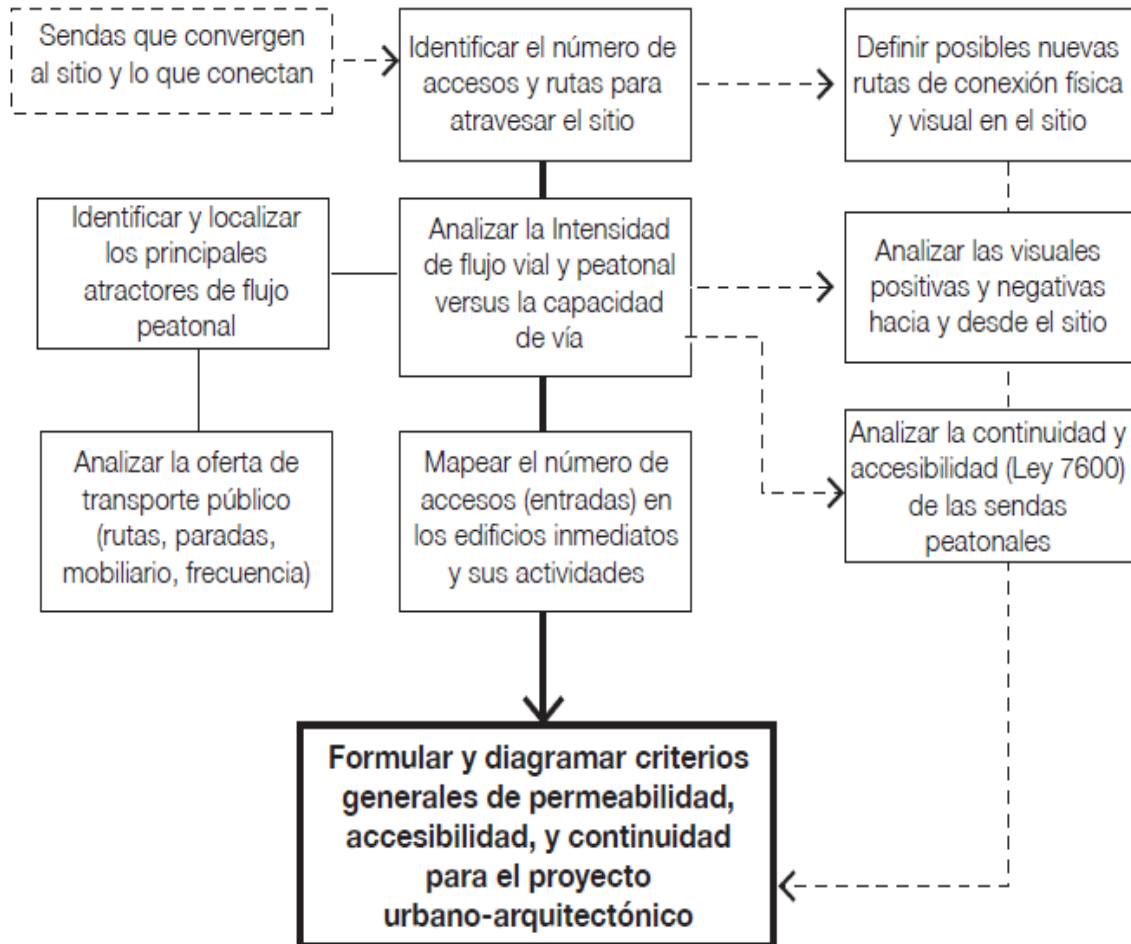 Sendas que convergen
al sitio y lo que conectan
Identificar el número de
accesos y rutas para
atravesar el sitio
Definir posibles nuevas
rutas de conexión física
y visual en el sitio
Identificar y localizar
los principales
atractores de flujo
peatonal
Analizar la Intensidad
de flujo vial y peatonal
versus la capacidad
de vía
Analizar las visuales
positivas y negativas
hacia y desde el sitio
Analizar la oferta de
transporte público
(rutas, paradas,
mobiliario, frecuencia)
Mapear el número de
accesos (entradas) en
los edificios inmediatos
y sus actividades
Analizar la continuidad y
accesibilidad (Ley 7600)
de las sendas
peatonales
Formular y diagramar criterios
generales de permeabilidad,
accesibilidad, y continuidad
para el proyecto
urbano-arquitectónico